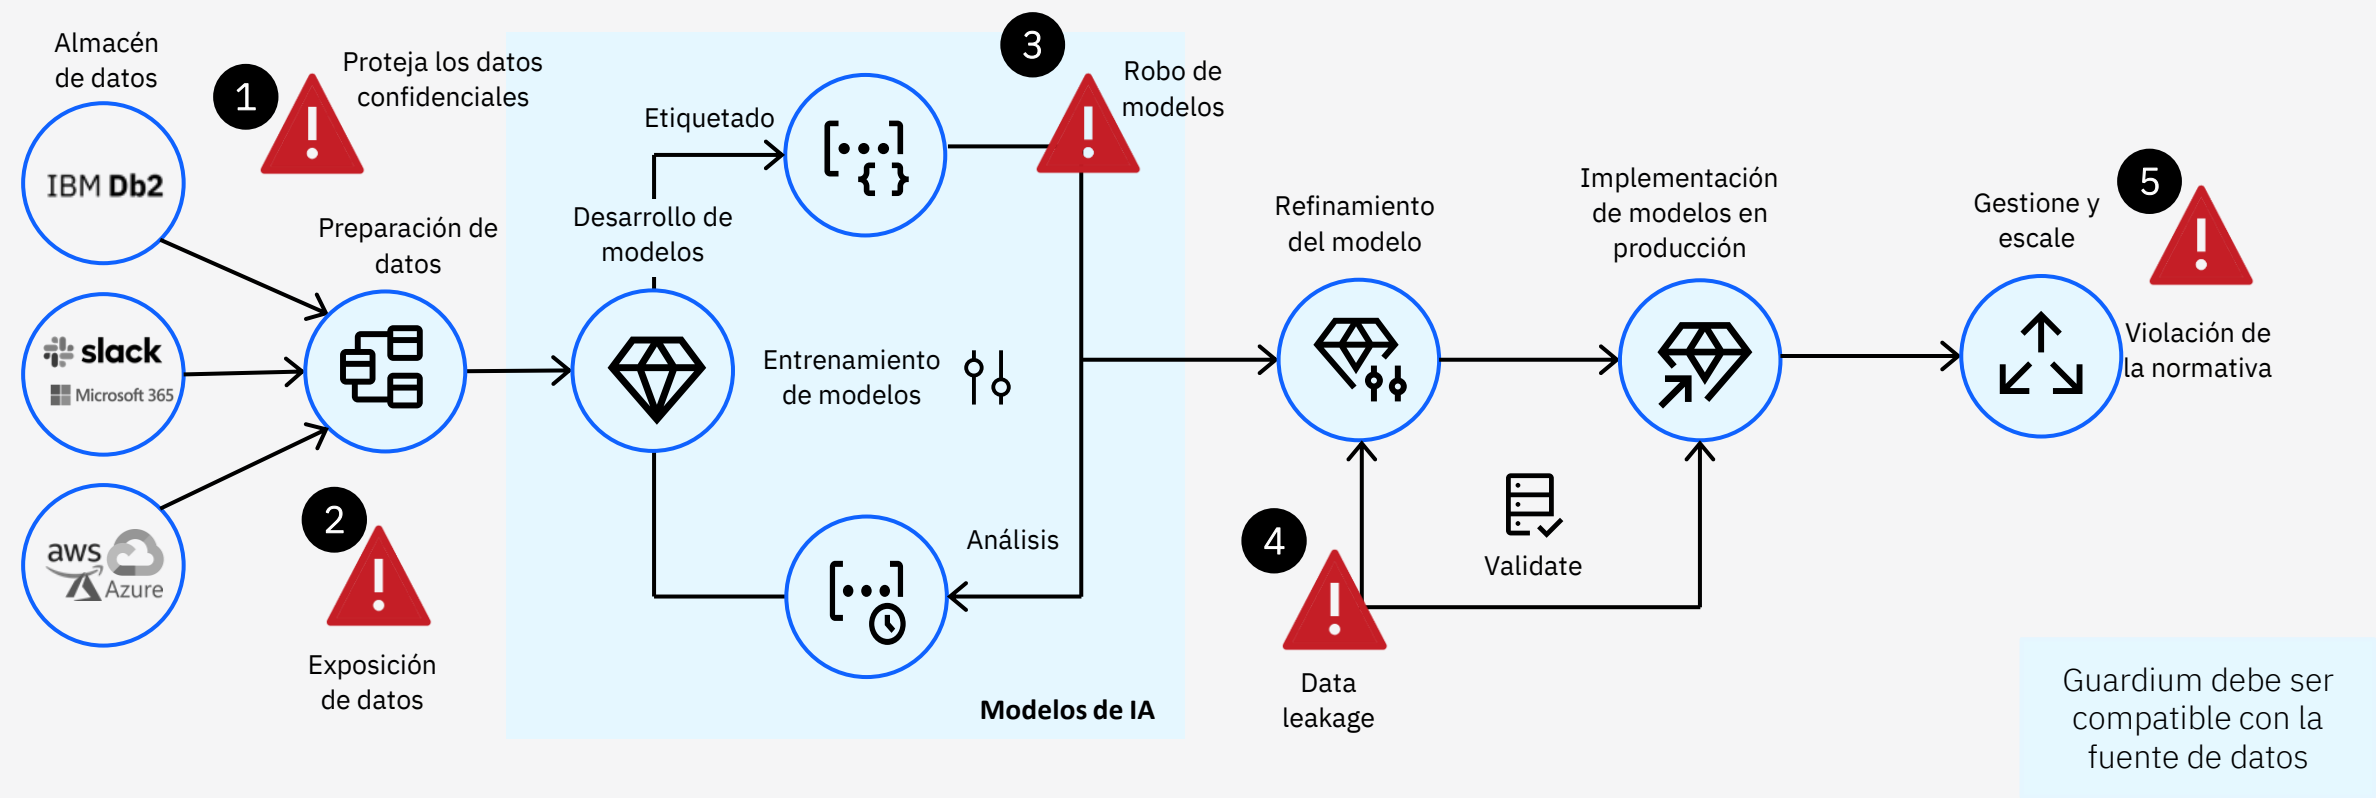 Almacén
de datos
1
Proteja los datos
confidenciales
IBM Db2
slack
Microsoft 365
aws
Azure
Preparación de
datos
2
Exposición
de datos
Etiquetado
Desarrollo de
modelos
Entrenamiento
de modelos
Análisis
Modelos de IA
3
Robo de
modelos
Refinamiento
del modelo
Implementación
de modelos en
producción
4
Data
leakage
Validate
Gestione y
escale
5
Violación de
la normativa
Guardium debe ser
compatible con la
fuente de datos